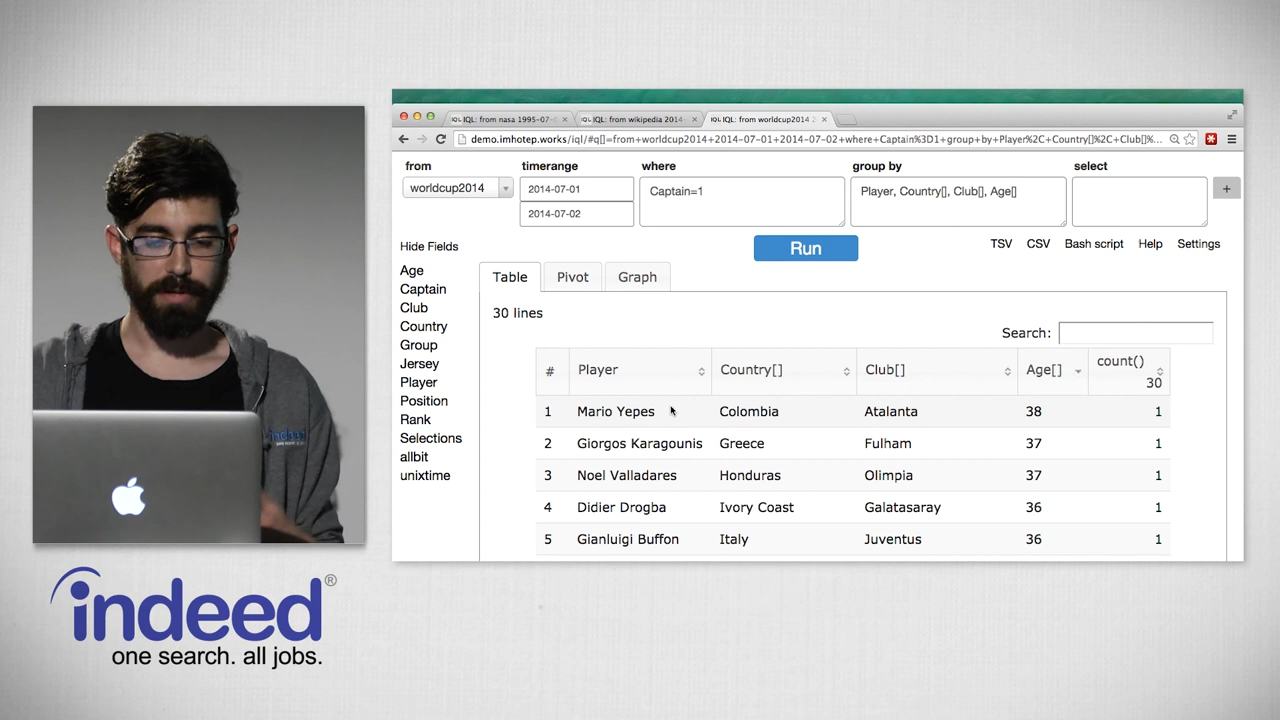 IQL: from nasa 1995-07-
IQL: from wikipedia 2014-
IQL: from worldcup2014
demo.imhotep.works/iql/#q[]=from+worldcup2014+2014-07-01+2014-07-02+where+Captain%3D1+group+by+Player%2C+Country[]%2C+Club[]%2C...
from
timerange
where
group by
select
worldcup2014
2014-07-01
2014-07-02
Captain=1
Player, Country[], Club[], Age[]
+
Hide Fields
Run
TSV CSV Bash script Help Settings
Age
Captain
Club
Country
Group
Jersey
Player
Position
Rank
Selections
allbit
unixtime
Table Pivot Graph
30 lines
Search:
# Player Country[] Club[] Age[] count()
30
1 Mario Yepes Colombia Atalanta 38 1
2 Giorgos Karagounis Greece Fulham 37 1
3 Noel Valladares Honduras Olimpia 37 1
4 Didier Drogba Ivory Coast Galatasaray 36 1
5 Gianluigi Buffon Italy Juventus 36 1
indeed
indeed®
one search. all jobs.